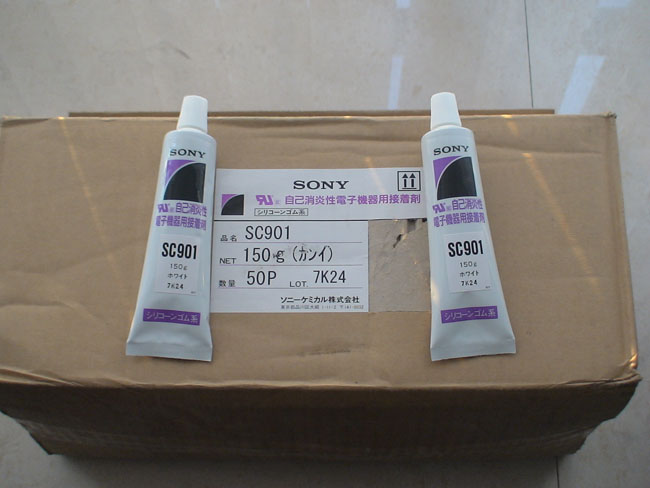 SONY
自己消炎性
電子機器用接着剤
SC901
150g
ホワイト
7K24
シリコーンゴム系
SONY
自己消炎性電子機器用接着剤
シリコーンゴム系
品名 SC901
NET 150g (カンイ)
数量 50P LOT. 7K24
ソニーケミカル株式会社
SONY
自己消炎性
電子機器用接着剤
SC901
150g
ホワイト
7K24
シリコーンゴム系